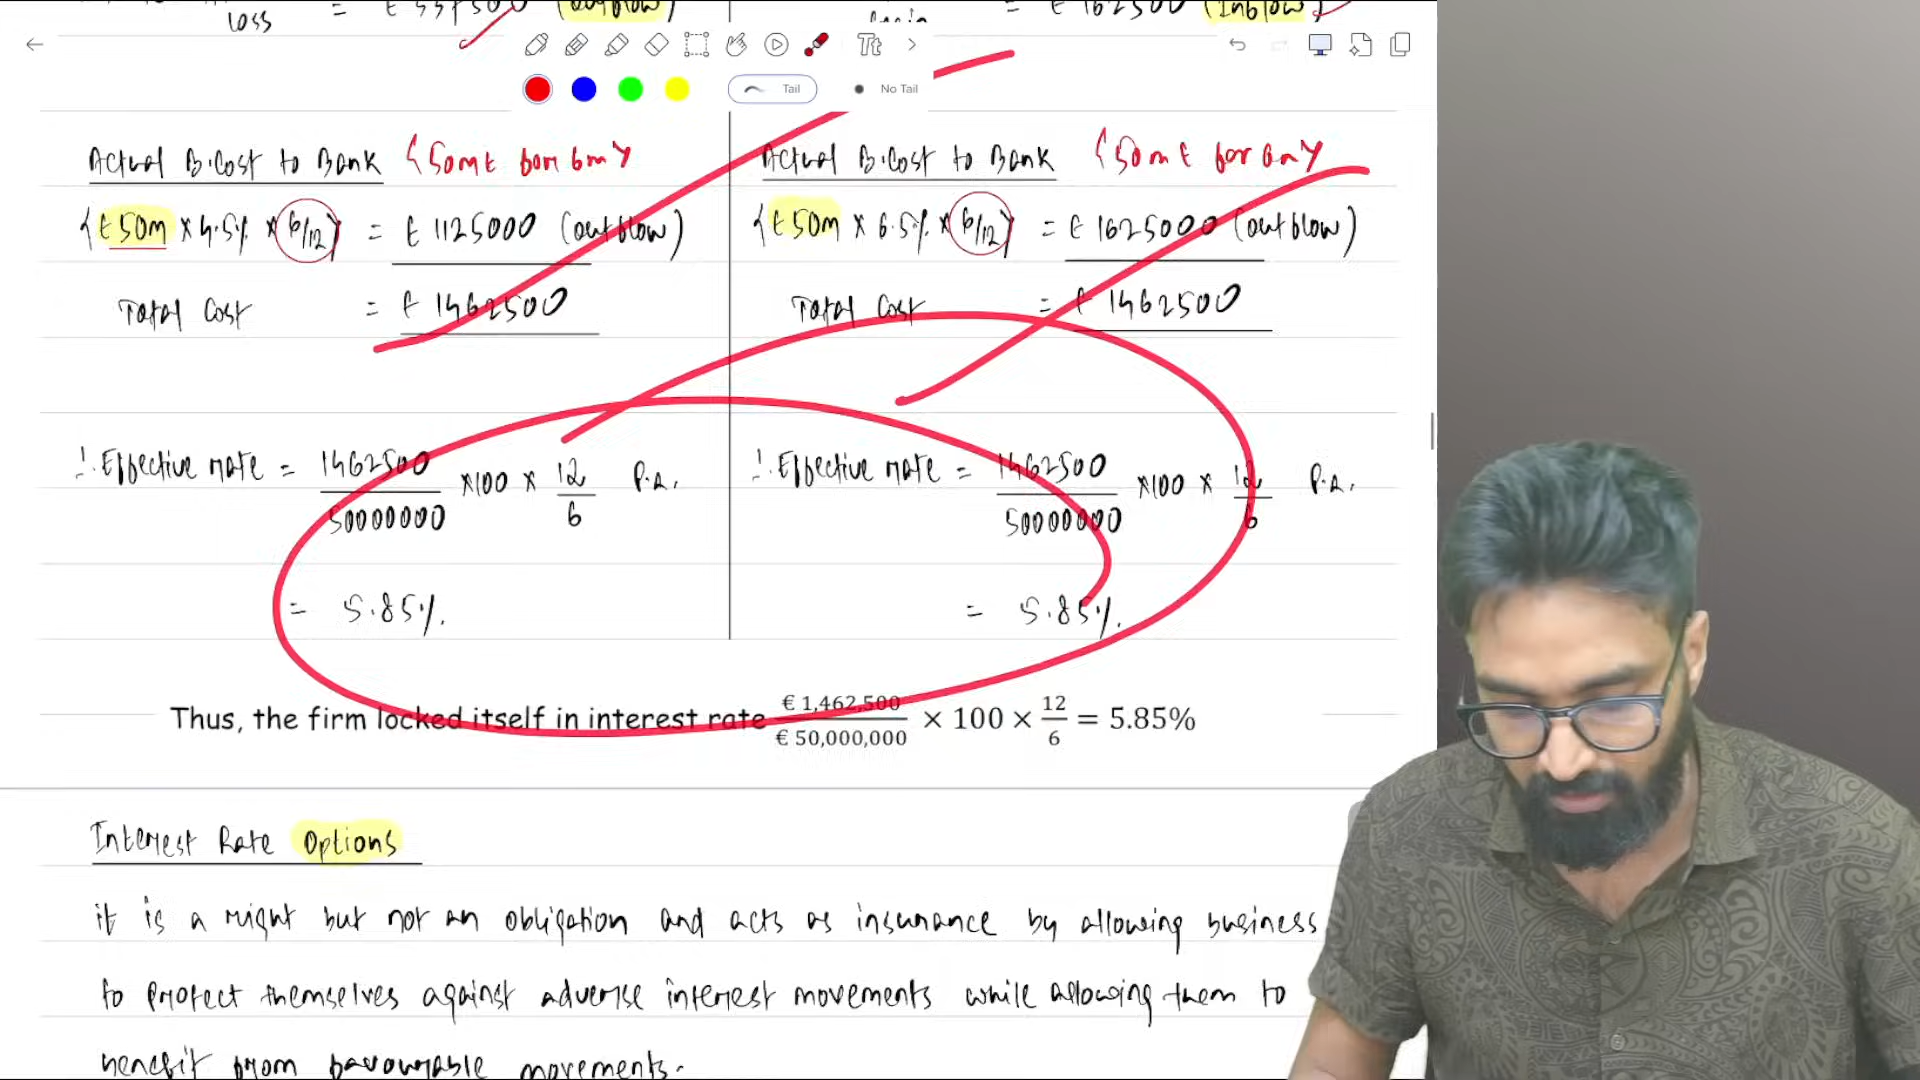 Loss = € 337500 (Outflow)
= € 162500 (Inflow)
Tail
No Tail
Actual B.Cost to Bank {50m € for 6m}
{€50m × 4.5% × 6/12} = € 1125000 (outflow)
Total Cost = € 1462500
∴ Effective rate = 1462500 / 50000000 × 100 × 12 / 6 P.A.
= 5.85%.
Actual B.Cost to Bank {50m € for 6m}
{€50m × 6.5% × 6/12} = € 1625000 (outflow)
Total Cost = € 1462500
∴ Effective rate = 1462500 / 50000000 × 100 × 12 / 6 P.A.
= 5.85%.
Thus, the firm locked itself in interest rate € 1,462,500 / € 50,000,000 × 100 × 12 / 6 = 5.85%
Interest Rate Options
it is a right but not an obligation and acts as insurance by allowing business
to protect themselves against adverse interest movements while allowing them to
benefit from favourable movements.